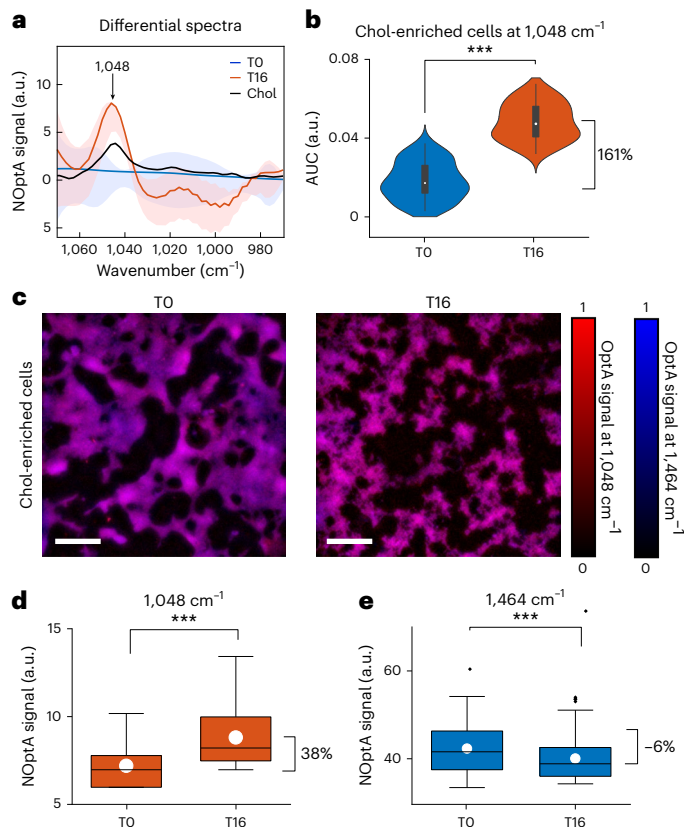 a
Differential spectra
NOptA signal (a.u.)
10
5
0
5
1,048
T0
T16
Chol
1,060 1,040 1,020 1,000 980
Wavenumber (cm⁻¹)
b
Chol-enriched cells at 1,048 cm⁻¹
***
AUC (a.u.)
0.08
0.04
0
161%
T0 T16
c
T0 T16
Chol-enriched cells
1
0
OptA signal at 1,048 cm⁻¹
1
0
OptA signal at 1,464 cm⁻¹
d
1,048 cm⁻¹
***
NOptA signal (a.u.)
15
10
5
38%
T0 T16
e
1,464 cm⁻¹
***
NOptA signal (a.u.)
60
40
–6%
T0 T16